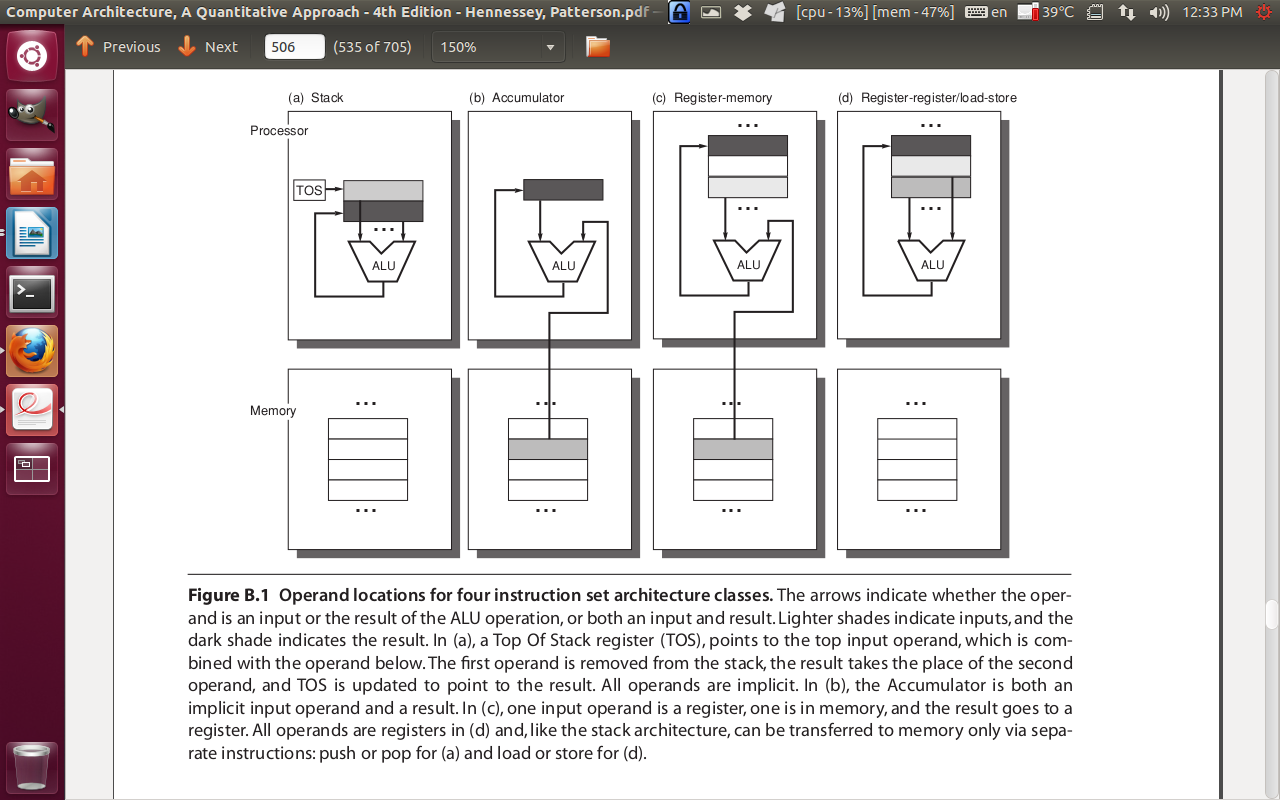 Computer Architecture, A Quantitative Approach - 4th Edition - Hennessey, Patterson.pdf –
[cpu - 13%] [mem - 47%] en 39°C 12:33 PM
Previous Next 506 (535 of 705) 150%
(a) Stack (b) Accumulator (c) Register-memory (d) Register-register/load-store
Processor
... ...
TOS
... ... ...
ALU ALU ALU ALU
Memory
... ... ... ...
... ... ... ...
Figure B.1 Operand locations for four instruction set architecture classes. The arrows indicate whether the oper-
and is an input or the result of the ALU operation, or both an input and result. Lighter shades indicate inputs, and the
dark shade indicates the result. In (a), a Top Of Stack register (TOS), points to the top input operand, which is com-
bined with the operand below. The first operand is removed from the stack, the result takes the place of the second
operand, and TOS is updated to point to the result. All operands are implicit. In (b), the Accumulator is both an
implicit input operand and a result. In (c), one input operand is a register, one is in memory, and the result goes to a
register. All operands are registers in (d) and, like the stack architecture, can be transferred to memory only via sepa-
rate instructions: push or pop for (a) and load or store for (d).